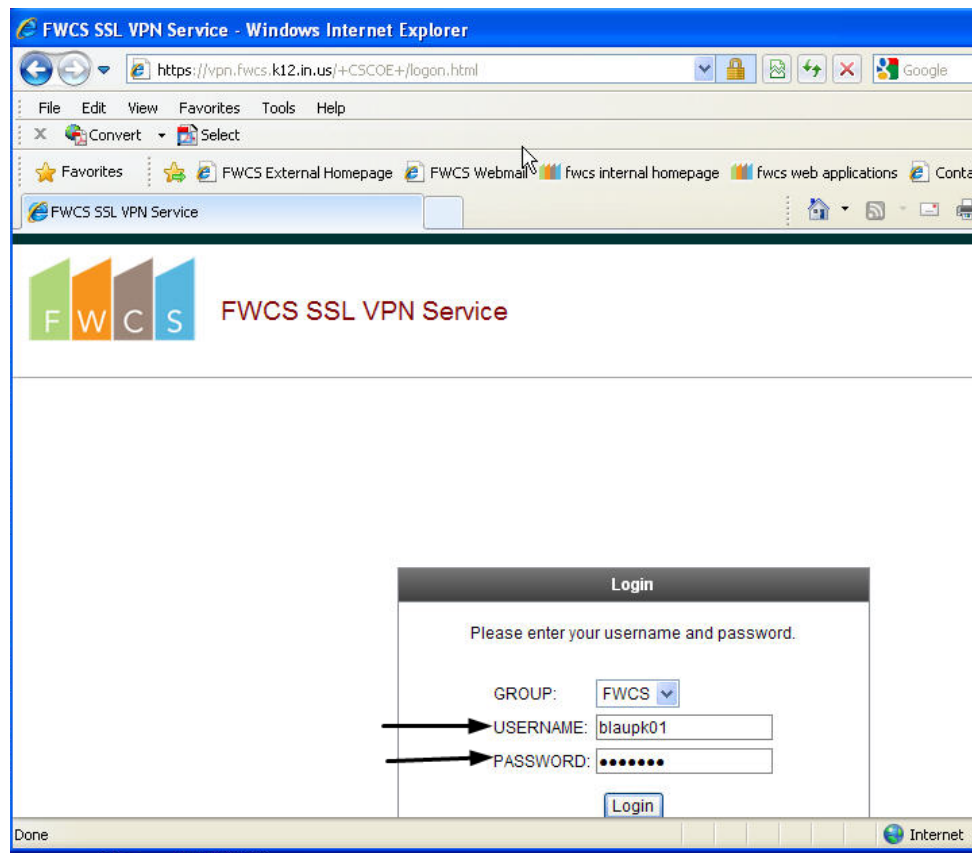 FWCS SSL VPN Service - Windows Internet Explorer
https://vpn.fwcs.k12.in.us/+CSCOE+/logon.html Google
File Edit View Favorites Tools Help
X Convert Select
Favorites FWCS External Homepage FWCS Webmail fwcs internal homepage fwcs web applications Conta
FWCS SSL VPN Service
F W C S FWCS SSL VPN Service
Login
Please enter your username and password.
GROUP: FWCS
USERNAME: blaupk01
PASSWORD: •••••••
Login
Done Internet